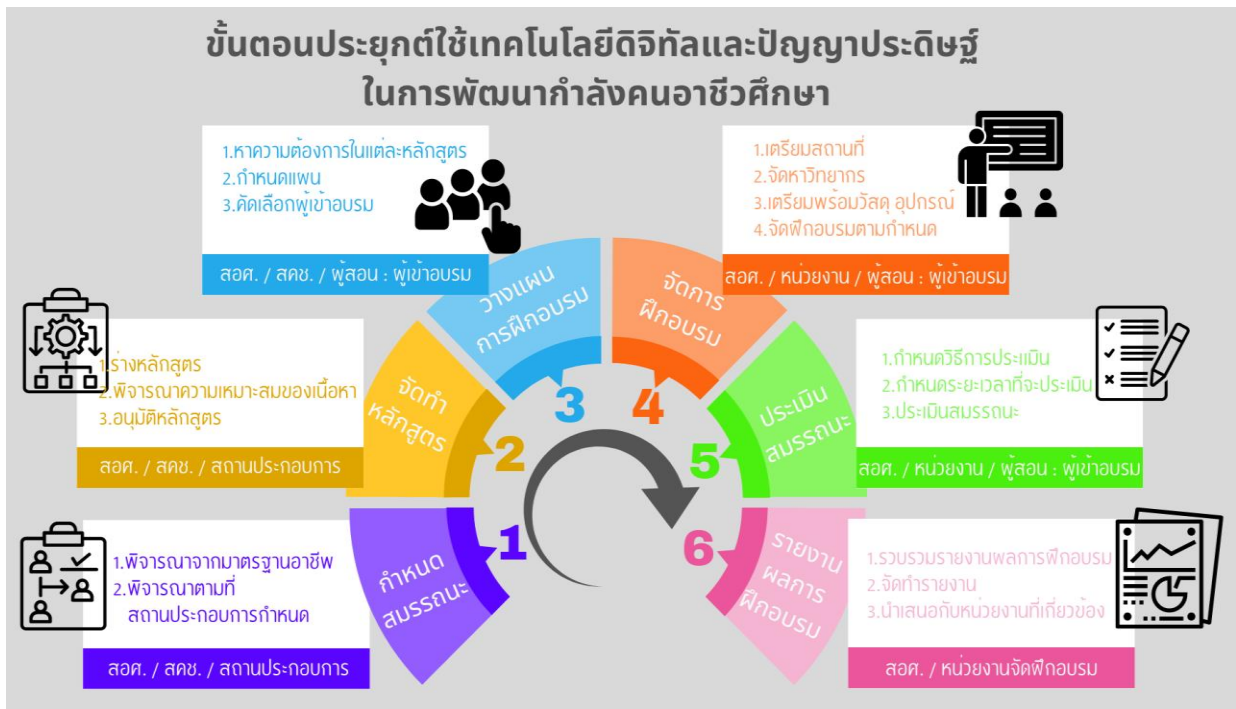 ขั้นตอนประยุกต์ใช้เทคโนโลยีดิจิทัลและปัญญาประดิษฐ์
ในการพัฒนากำลังคนอาชีวศึกษา
1
กำหนด
สมรรถนะ
1.พิจารณาจากมาตรฐานอาชีพ
2.พิจารณาตามที่
สถานประกอบการกำหนด
สอศ. / สคช. / สถานประกอบการ
2
จัดทำ
หลักสูตร
1.ร่างหลักสูตร
2.พิจารณาความเหมาะสมของเนื้อหา
3.อนุมัติหลักสูตร
สอศ. / สคช. / สถานประกอบการ
3
วางแผน
การฝึกอบรม
1.หาความต้องการในแต่ละหลักสูตร
2.กำหนดแผน
3.คัดเลือกผู้เข้าอบรม
สอศ. / สคช. / ผู้สอน : ผู้เข้าอบรม
4
จัดการ
ฝึกอบรม
1.เตรียมสถานที่
2.จัดหาวิทยากร
3.เตรียมพร้อมวัสดุ อุปกรณ์
4.จัดฝึกอบรมตามกำหนด
สอศ. / หน่วยงาน / ผู้สอน : ผู้เข้าอบรม
5
ประเมิน
สมรรถนะ
1.กำหนดวิธีการประเมิน
2.กำหนดระยะเวลาที่จะประเมิน
3.ประเมินสมรรถนะ
สอศ. / หน่วยงาน / ผู้สอน : ผู้เข้าอบรม
6
รายงาน
ผลการ
ฝึกอบรม
1.รวบรวมรายงานผลการฝึกอบรม
2.จัดทำรายงาน
3.นำเสนอกับหน่วยงานที่เกี่ยวข้อง
สอศ. / หน่วยงานจัดฝึกอบรม